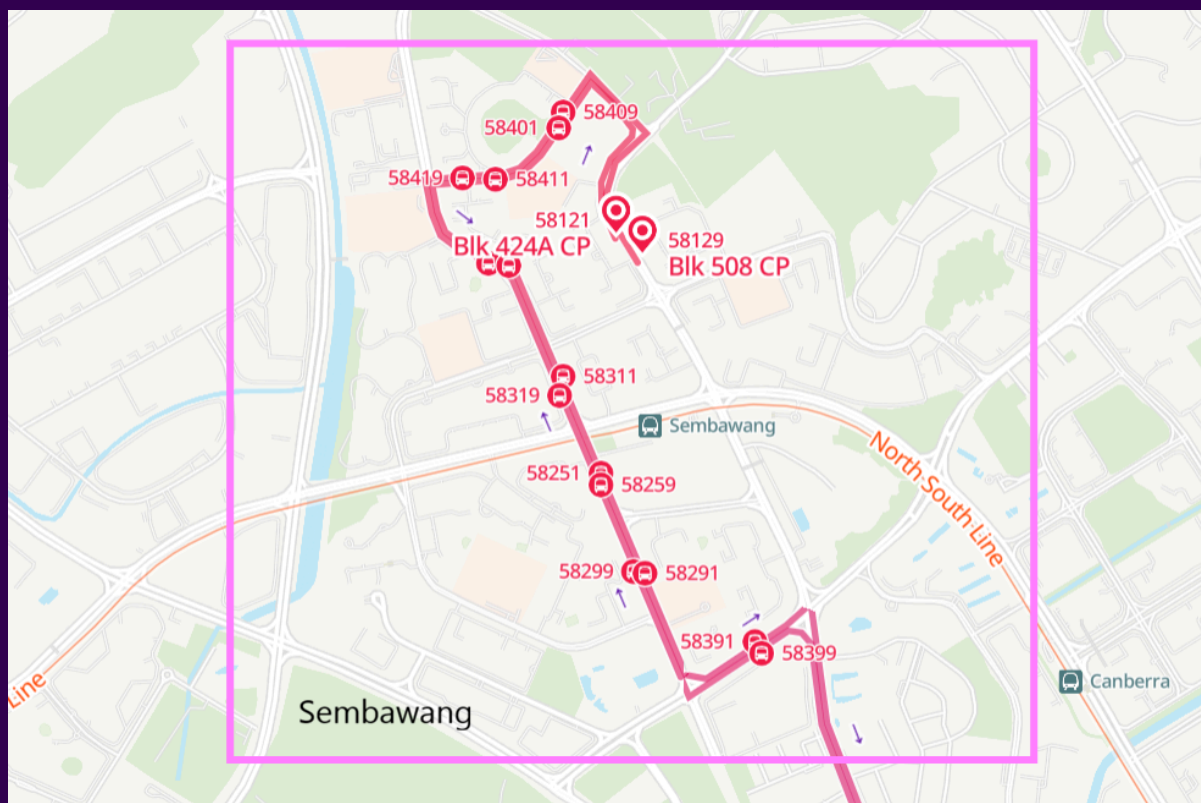 58409
58401
58419
58411
58121
Blk 424A CP
58129
Blk 508 CP
58311
58319
Sembawang
North South Line
58251
58259
58299
58291
58391
58399
Canberra
Line
Sembawang